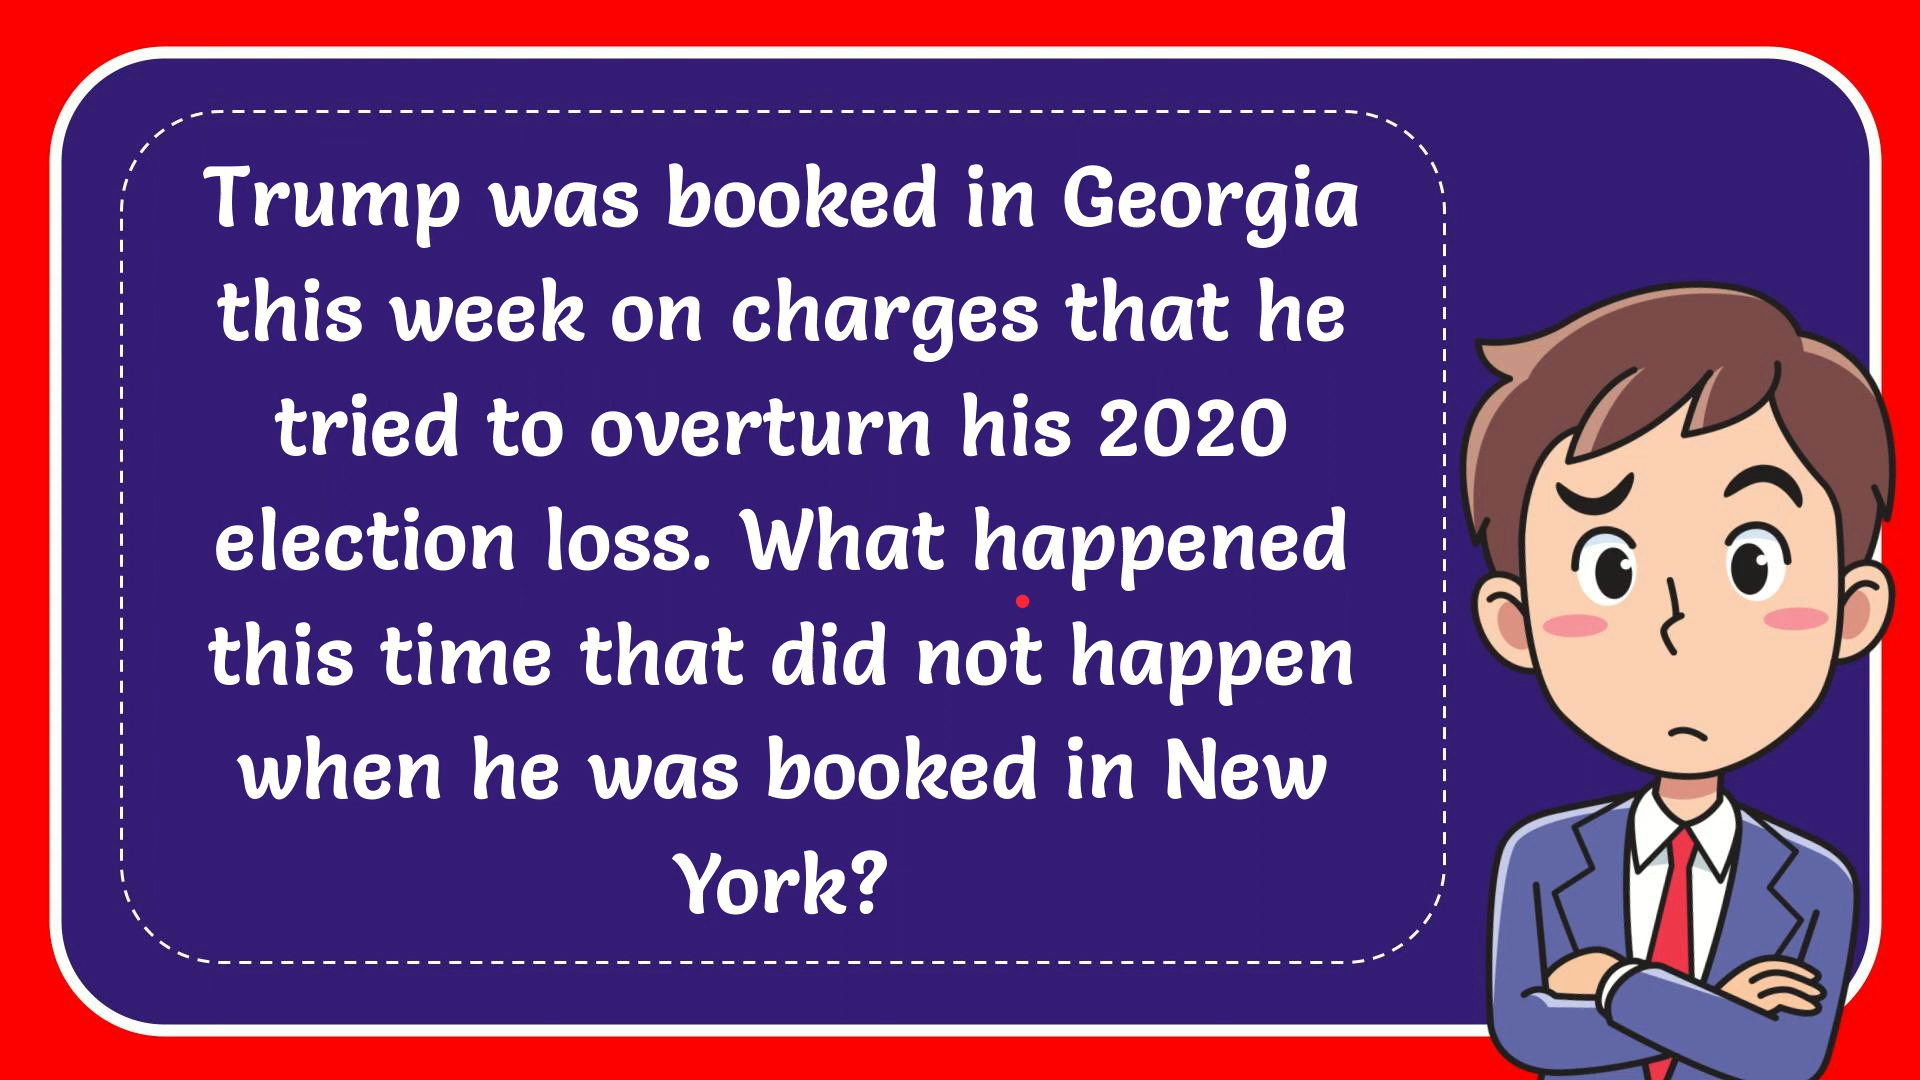 Trump was booked in Georgia
this week on charges that he
tried to overturn his 2020
election loss. What happened
this time that did not happen
when he was booked in New
York?